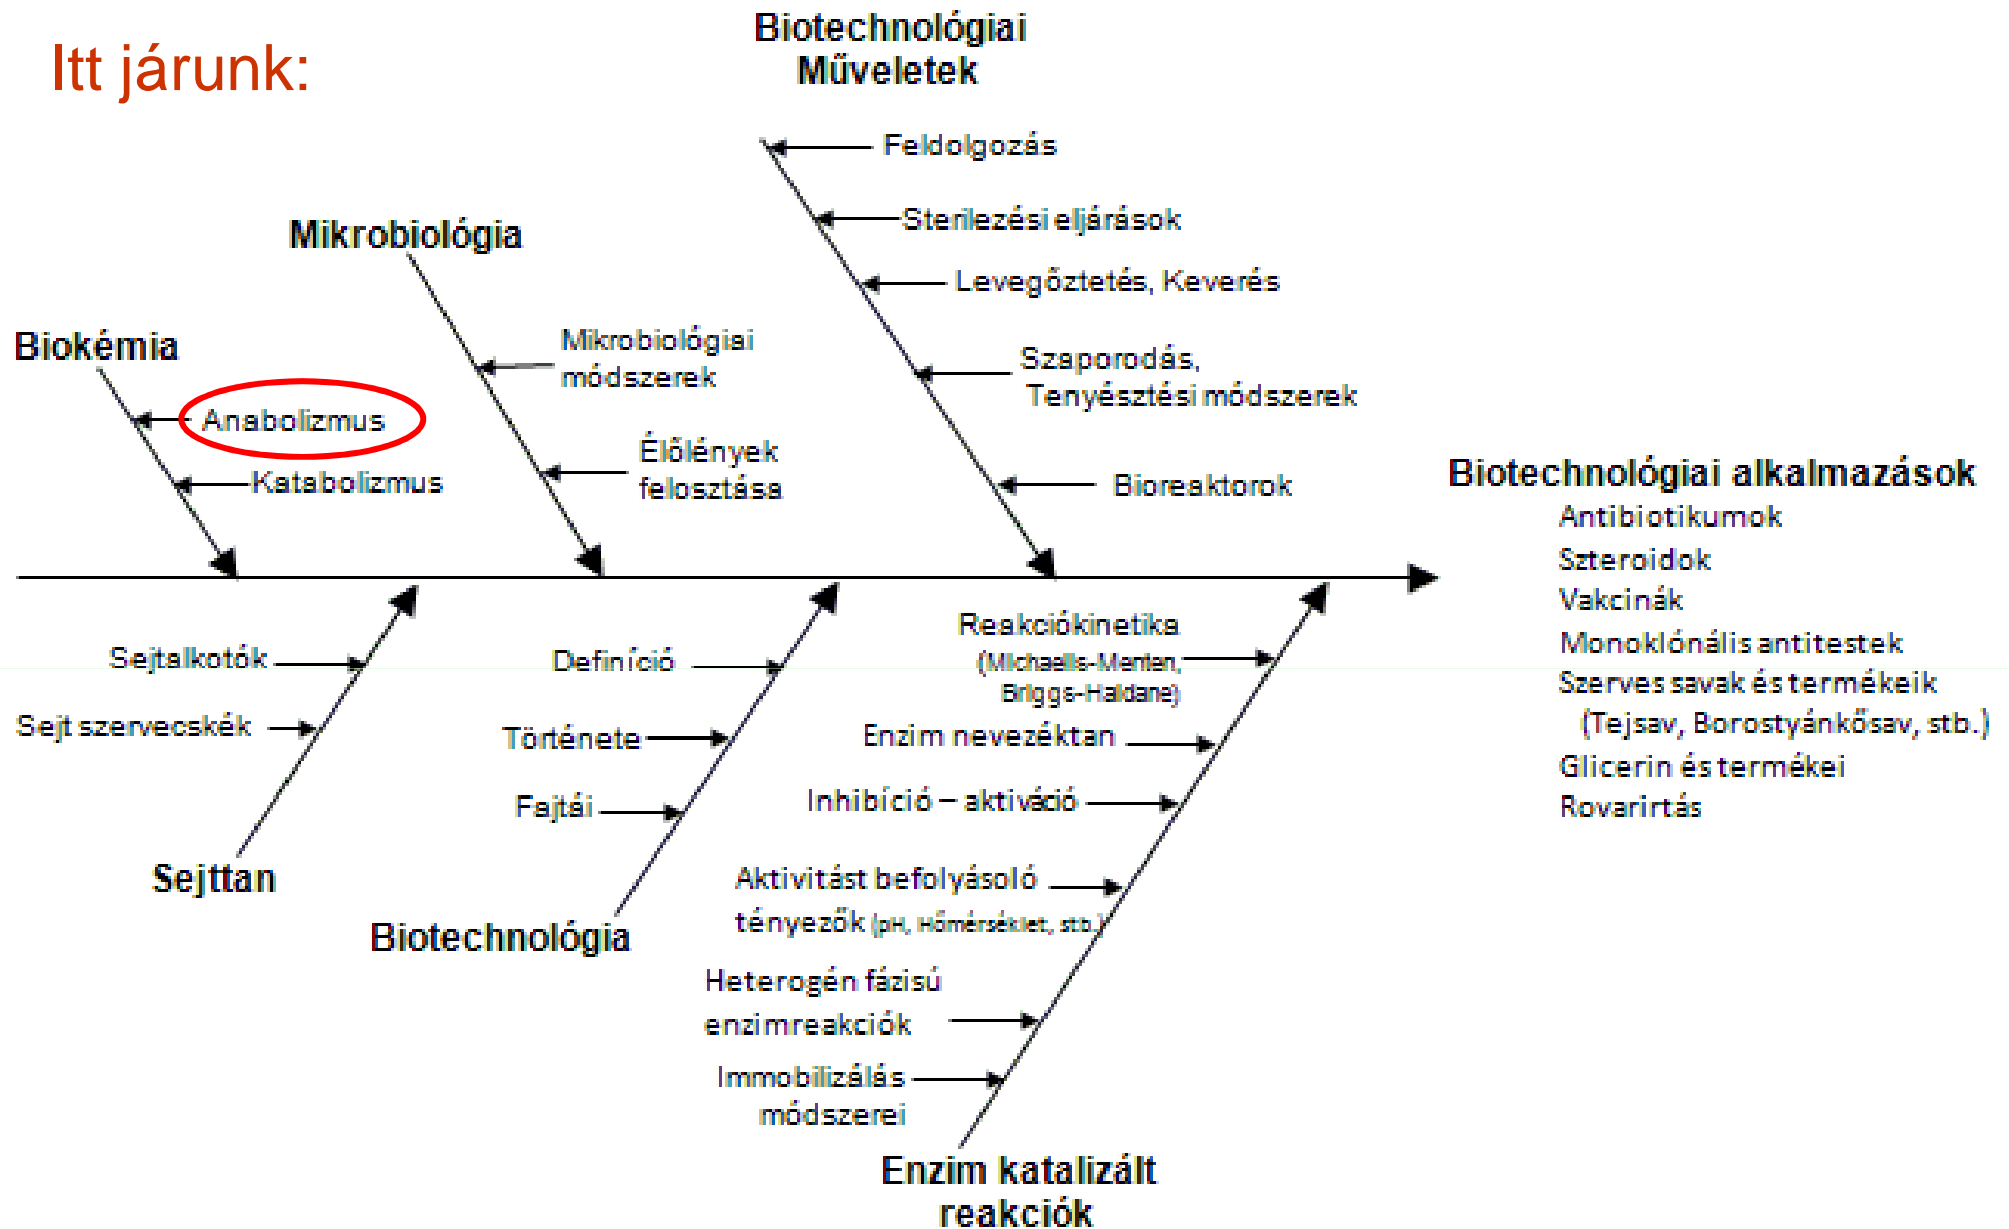 Itt járunk:
Biotechnológiai
Műveletek
Feldolgozás
Sterilezési eljárások
Levegőztetés, Keverés
Szaporodás,
Tenyésztési módszerek
Bioreaktorok
Mikrobiológia
Mikrobiológiai
módszerek
Élőlények
felosztása
Biokémia
Anabolizmus
Katabolizmus
Sejtalkotók
Sejt szervecskék
Sejttan
Definíció
Története
Fajtái
Biotechnológia
Reakciókinetika
(Michaelis-Menten,
Briggs-Haldane)
Enzim nevezéktan
Inhibíció – aktiváció
Aktivitást befolyásoló
tényezők (pH, Hőmérséklet, stb.)
Heterogén fázisú
enzimreakciók
Immobilizálás
módszerei
Enzim katalizált
reakciók
Biotechnológiai alkalmazások
Antibiotikumok
Szteroidok
Vakcinák
Monoklónális antitestek
Szerves savak és termékeik
(Tejsav, Borostyánkősav, stb.)
Glicerin és termékei
Rovarirtás